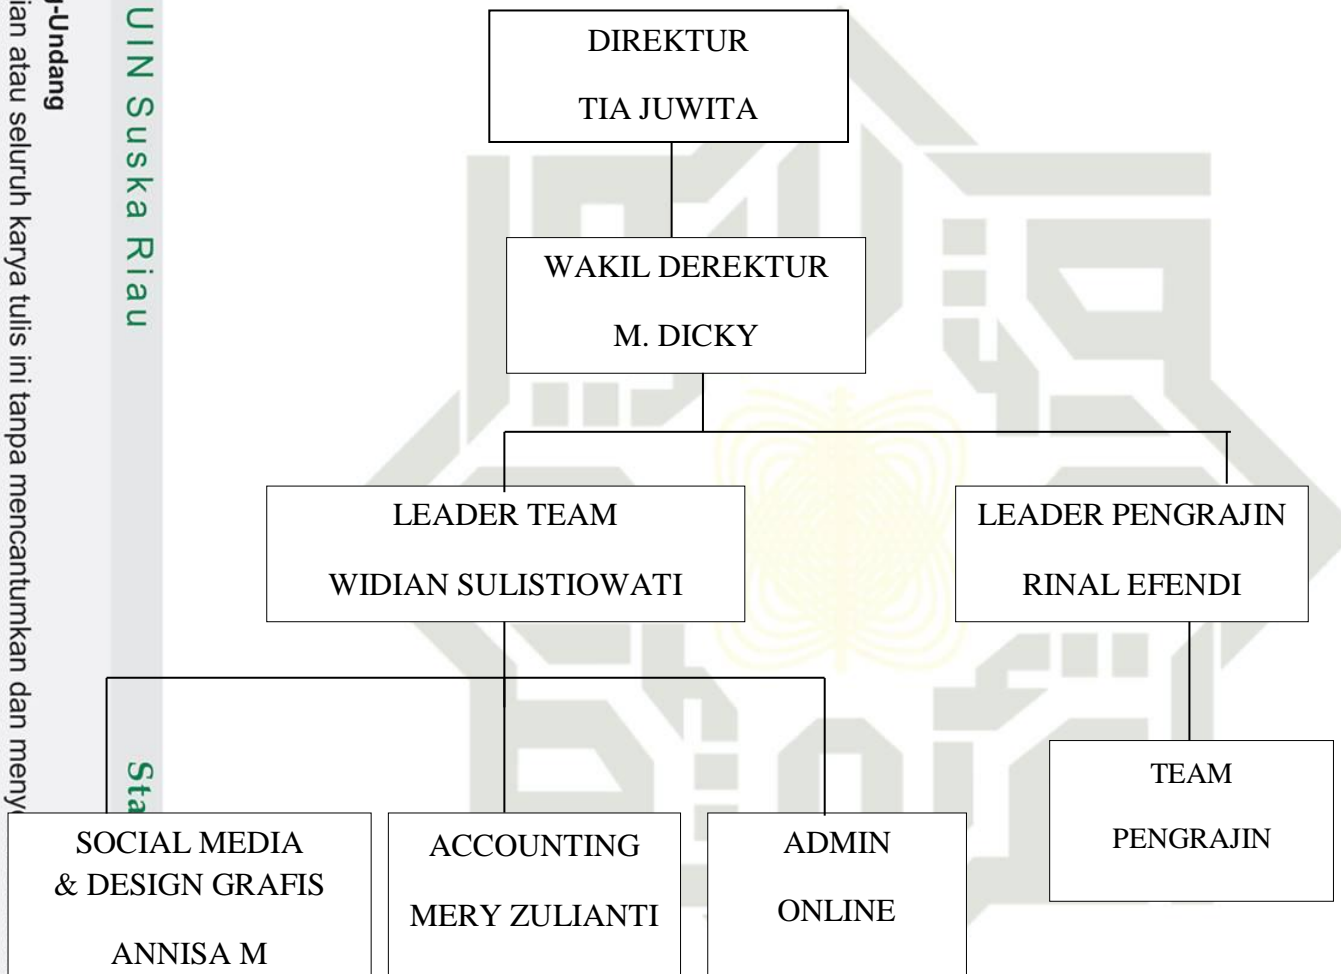 DIREKTUR
TIA JUWITA
WAKIL DEREKTUR
M. DICKY
LEADER TEAM
WIDIAN SULISTIOWATI
LEADER PENGRAJIN
RINAL EFENDI
TEAM
PENGRAJIN
SOCIAL MEDIA
& DESIGN GRAFIS
ANNISA M
ACCOUNTING
MERY ZULIANTI
ADMIN
ONLINE
UIN Suska Riau
Sta
g-Undang
ian atau seluruh karya tulis ini tanpa mencantumkan dan meny